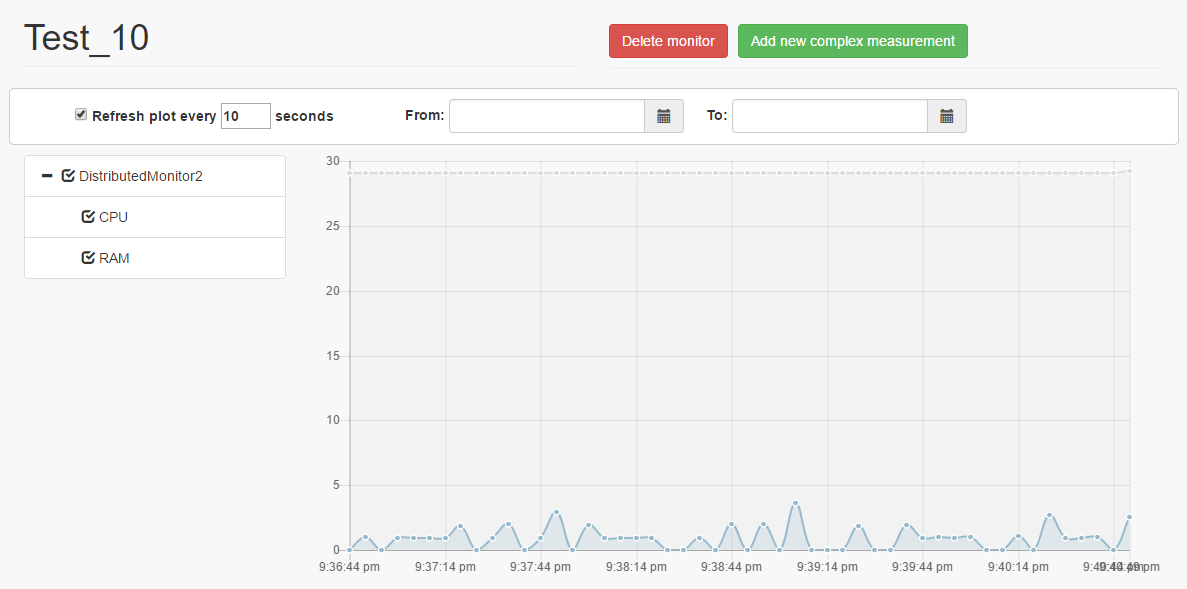 Test_10
Delete monitor
Add new complex measurement
Refresh plot every 10 seconds
From:
To:
DistributedMonitor2
CPU
RAM
30
25
20
15
10
5
0
9:36:44 pm 9:37:14 pm 9:37:44 pm 9:38:14 pm 9:38:44 pm 9:39:14 pm 9:39:44 pm 9:40:14 pm